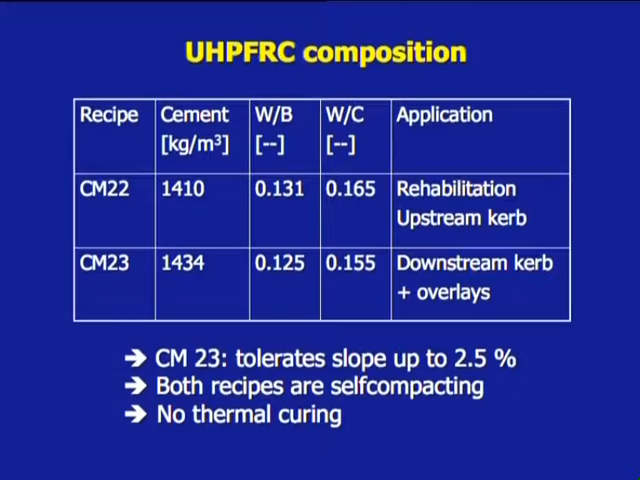 UHPFRC composition
Recipe Cement W/B W/C Application
[kg/m³] [--] [--]
CM22 1410 0.131 0.165 Rehabilitation
Upstream kerb
CM23 1434 0.125 0.155 Downstream kerb
+ overlays
➔ CM 23: tolerates slope up to 2.5 %
➔ Both recipes are selfcompacting
➔ No thermal curing